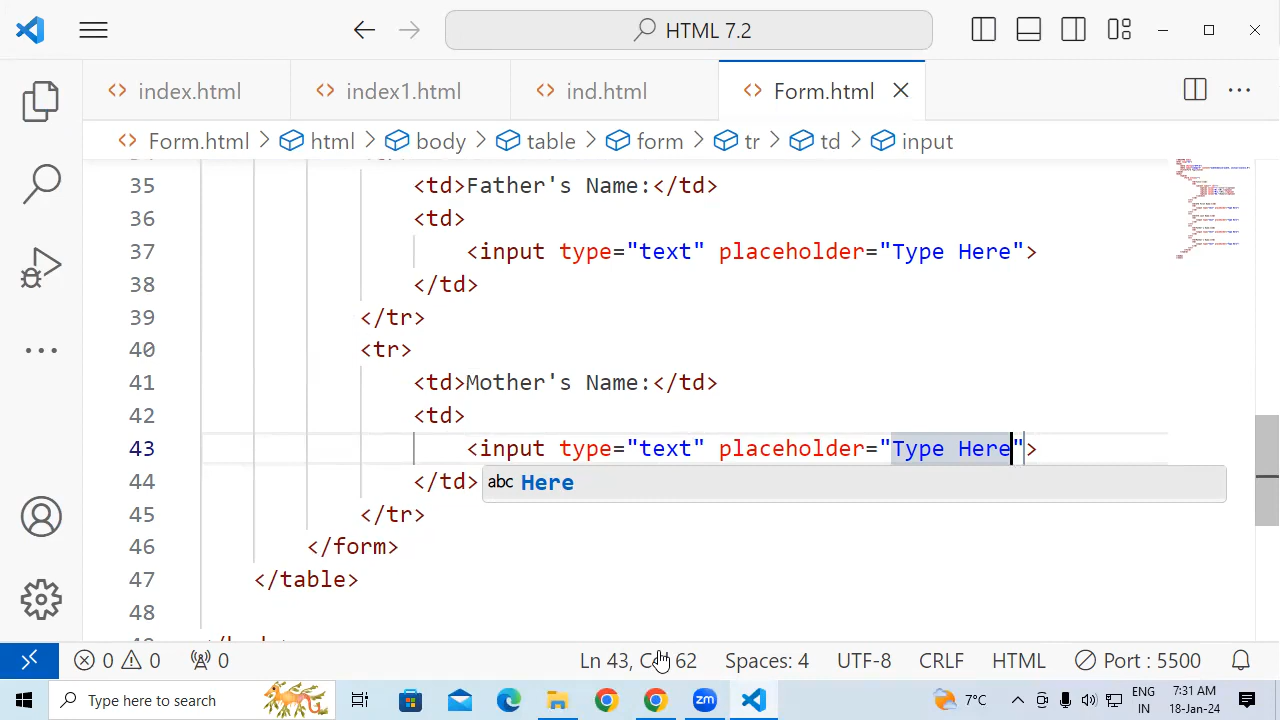 HTML 7.2
index.html
index1.html
ind.html
Form.html
Form.html > html > body > table > form > tr > td > input
35 <td>Father's Name:</td>
36 <td>
37 <input type="text" placeholder="Type Here">
38 </td>
39 </tr>
40 <tr>
41 <td>Mother's Name:</td>
42 <td>
43 <input type="text" placeholder="Type Here">
abc Here
44 </td>
45 </tr>
46 </form>
47 </table>
48
0 0 0 Ln 43, 62 Spaces: 4 UTF-8 CRLF HTML Port : 5500
Type here to search
zm
7°C
ENG
IN
7:31 AM
18-Jan-24